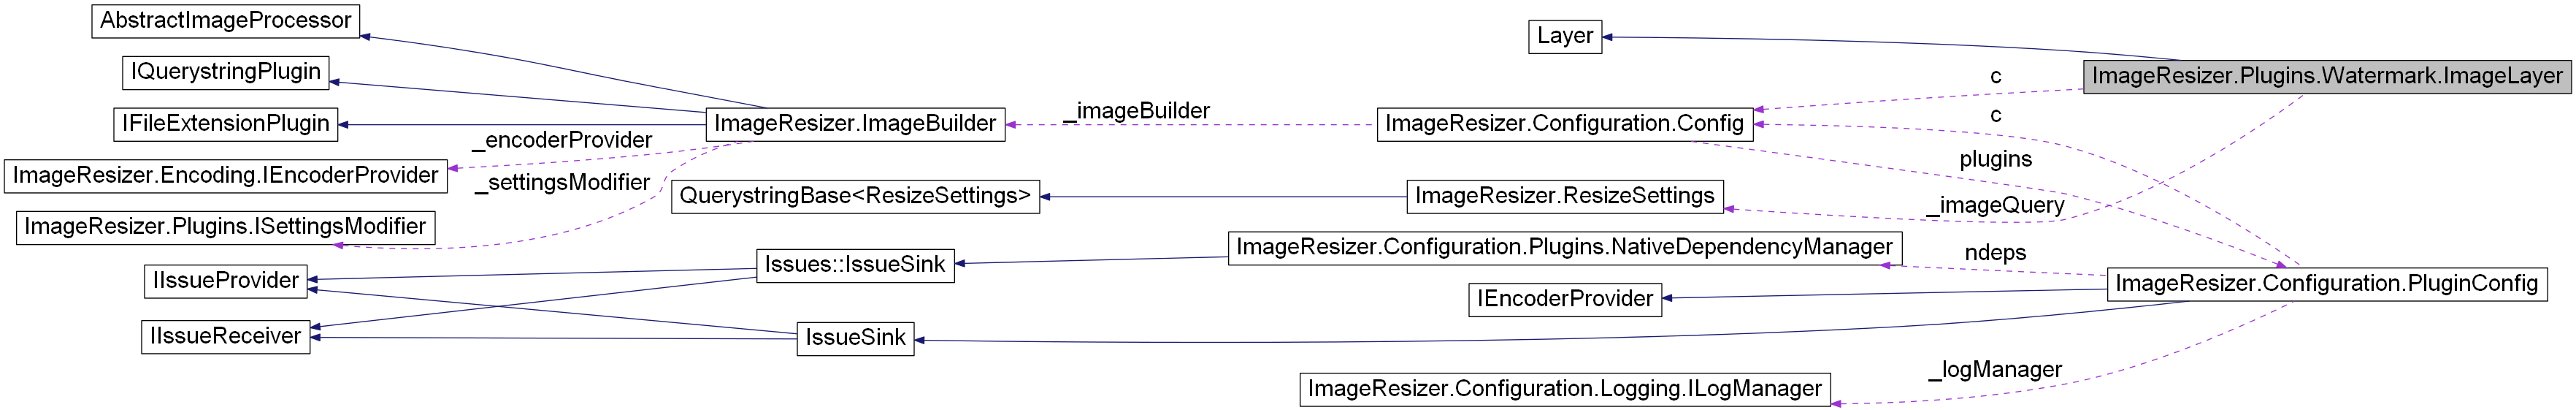 AbstractImageProcessor
IQuerystringPlugin
IFileExtensionPlugin
ImageResizer.Encoding.IEncoderProvider
ImageResizer.Plugins.ISettingsModifier
IIssueProvider
IIssueReceiver
_encoderProvider
_settingsModifier
ImageResizer.ImageBuilder
QuerystringBase<ResizeSettings>
Issues::IssueSink
IssueSink
_imageBuilder
Layer
ImageResizer.Configuration.Config
ImageResizer.ResizeSettings
ImageResizer.Configuration.Plugins.NativeDependencyManager
IEncoderProvider
ImageResizer.Configuration.Logging.ILogManager
c
c
plugins
_imageQuery
ndeps
_logManager
ImageResizer.Plugins.Watermark.ImageLayer
ImageResizer.Configuration.PluginConfig